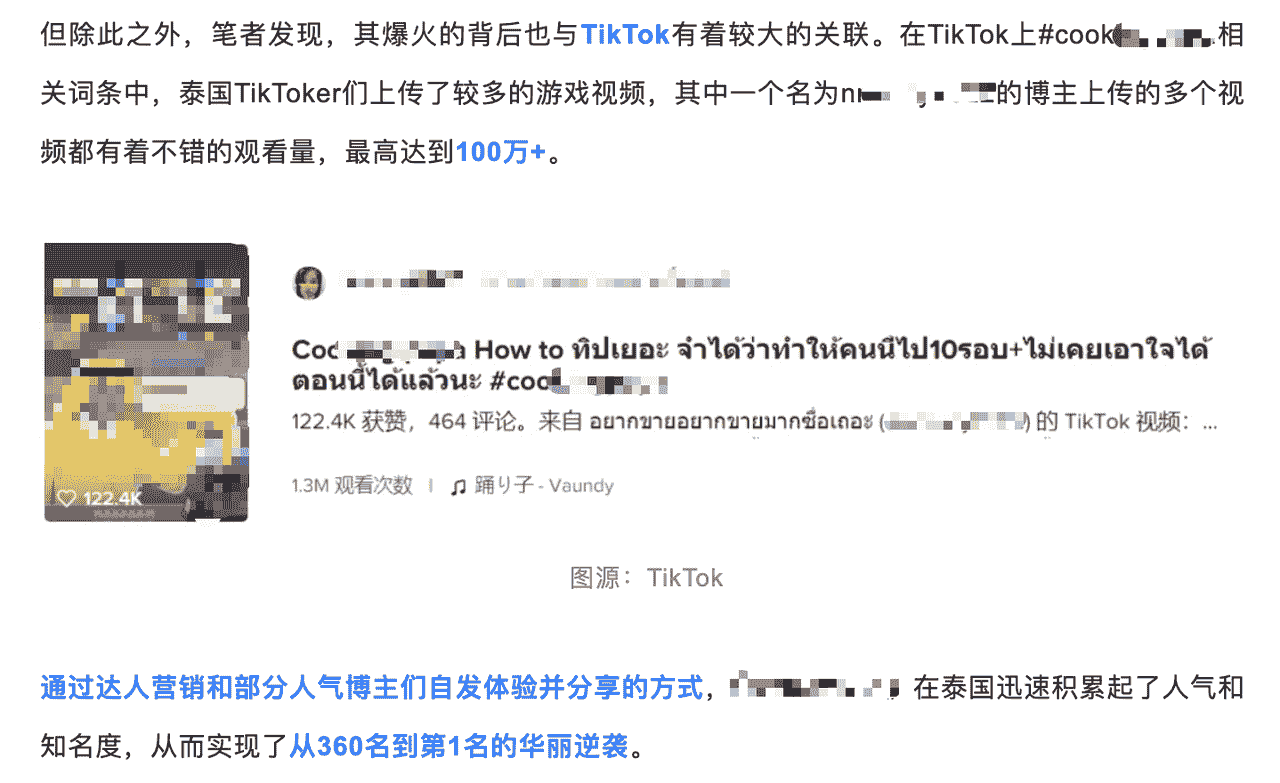 但除此之外，笔者发现，其爆火的背后也与TikTok有着较大的关联。在TikTok上#cook 相
关词条中，泰国TikToker们上传了较多的游戏视频，其中一个名为 的博主上传的多个视
频都有着不错的观看量，最高达到100万+。
How to ทิปเยอะ จำได้ว่าทำให้คนนี้ไป10รอบ+ไม่เคยเอาใจได้
ตอนนี้ได้แล้วนะ
122.4K 获赞，464 评论。来自 อยากขายอยากขายมากชื่อเถอะ ( ) 的 TikTok 视频：...
122.4K
1.3M 观看次数 | ♫ 踊り子 - Vaundy
图源：TikTok
通过达人营销和部分人气博主们自发体验并分享的方式， 在泰国迅速积累起了人气和
知名度，从而实现了从360名到第1名的华丽逆袭。